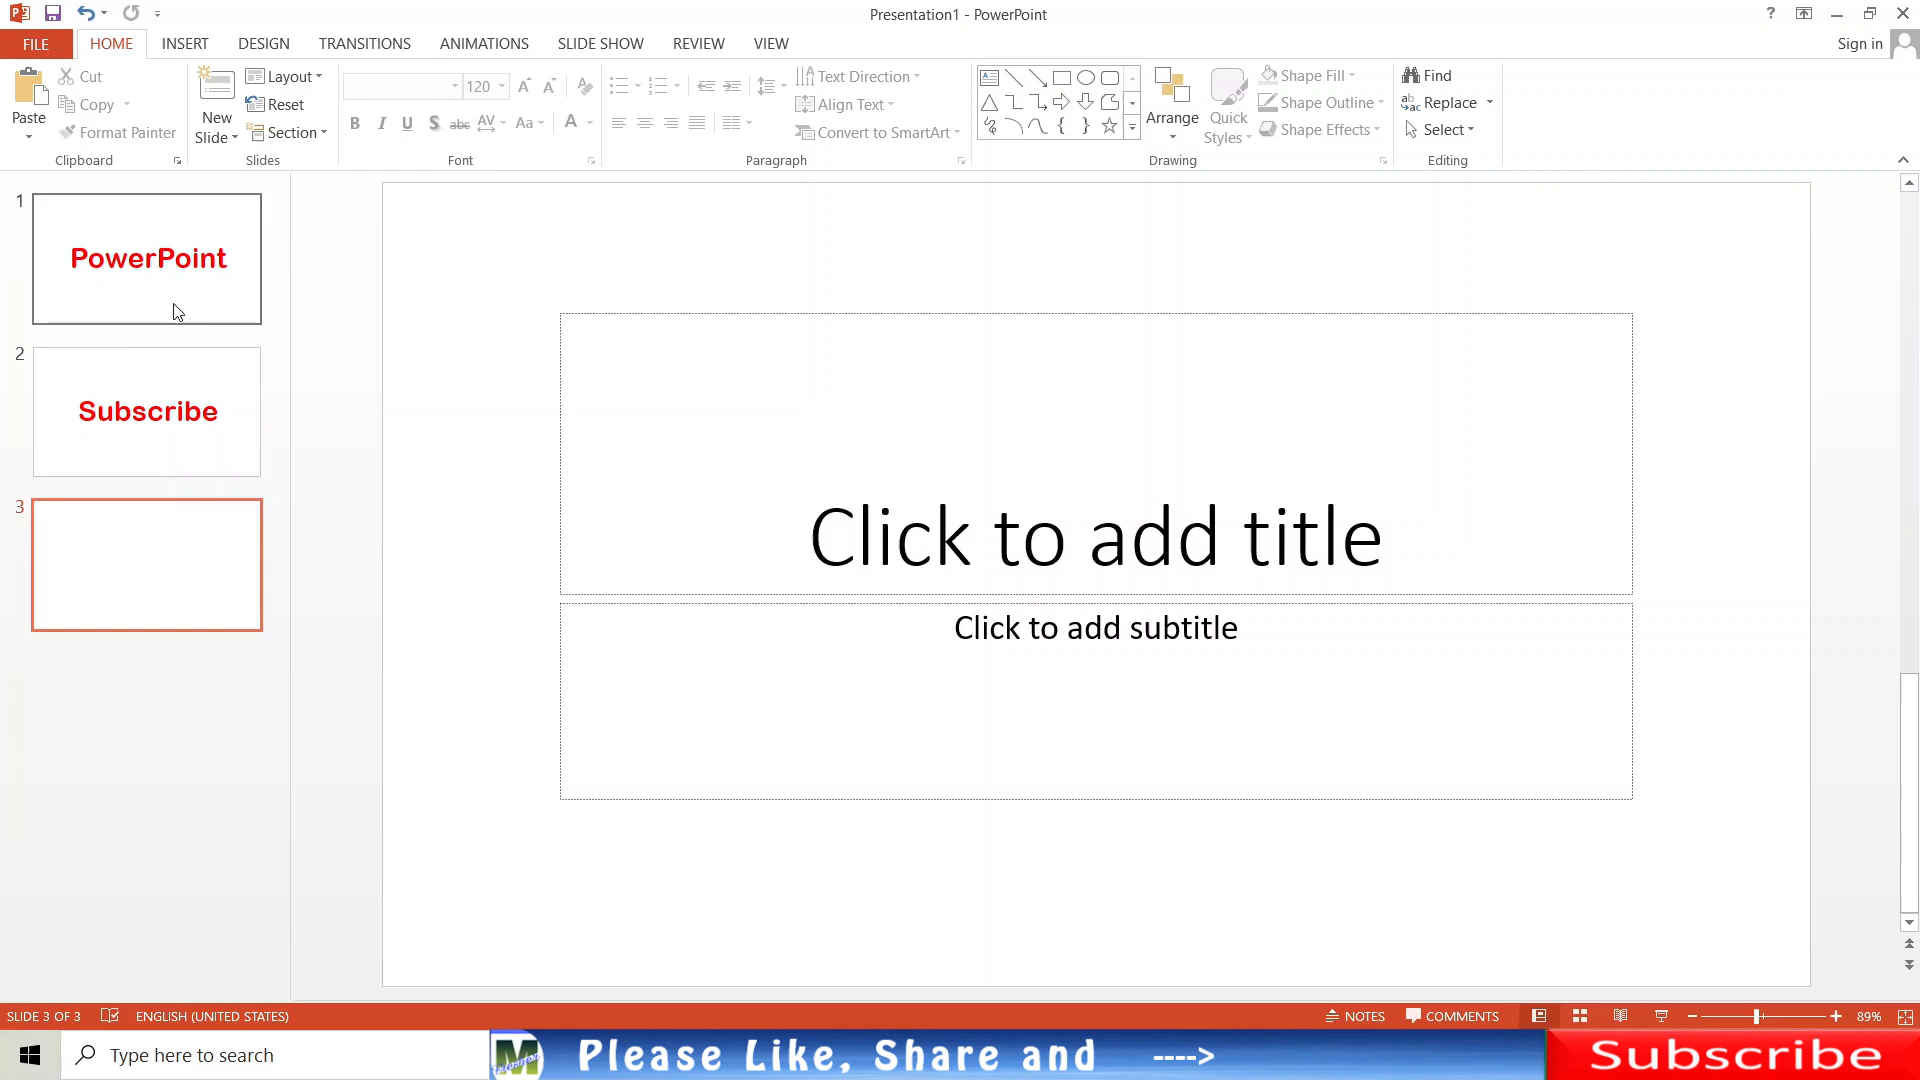 Presentation1 - PowerPoint
?
FILE HOME INSERT DESIGN TRANSITIONS ANIMATIONS SLIDE SHOW REVIEW VIEW
Sign in
Paste
Cut
Copy
Format Painter
Clipboard
New
Slide
Layout
Reset
Section
Slides
120
B I U S abc AV Aa A
Font
Text Direction
Align Text
Convert to SmartArt
Paragraph
Arrange
Quick
Styles
Shape Fill
Shape Outline
Shape Effects
Drawing
Find
Replace
Select
Editing
1
PowerPoint
2
Subscribe
3
Click to add title
Click to add subtitle
SLIDE 3 OF 3 ENGLISH (UNITED STATES)
NOTES COMMENTS
89%
Type here to search
Please Like, Share and ---->
Subscribe